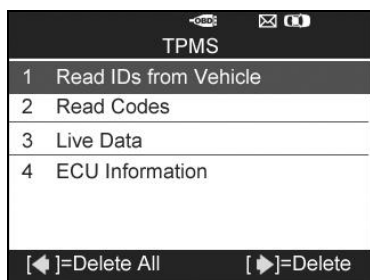 OBD
TPMS
1 Read IDs from Vehicle
2 Read Codes
3 Live Data
4 ECU Information
[◀]=Delete All [▶]=Delete